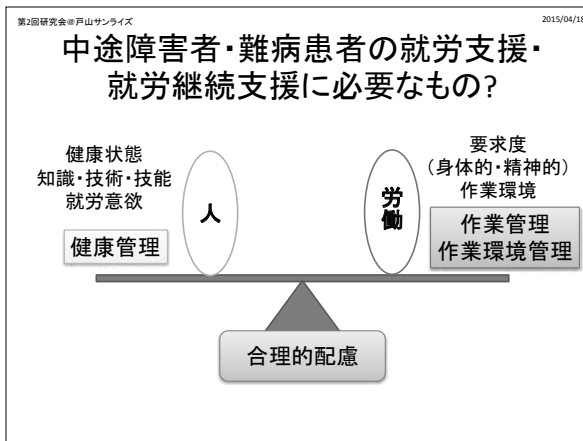 第2回研究会@戸山サンライズ
2015/04/18
中途障害者・難病患者の就労支援・
就労継続支援に必要なもの?
健康状態
知識・技術・技能
就労意欲
健康管理
人
労働
要求度
(身体的・精神的)
作業環境
作業管理
作業環境管理
合理的配慮